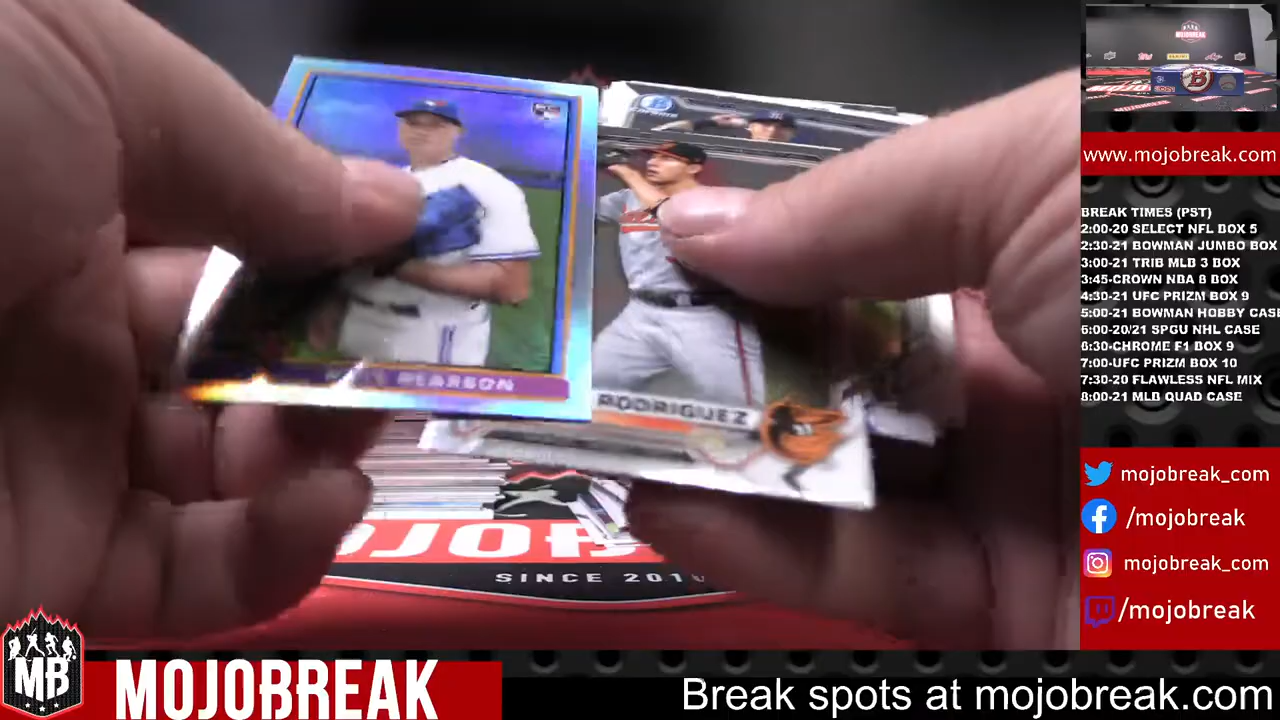 MOJOBREAK
www.mojobreak.com
BREAK TIMES (PST)
2:00-20 SELECT NFL BOX 5
2:30-21 BOWMAN JUMBO BOX
3:00-21 TRIB MLB 3 BOX
3:45-CROWN NBA 8 BOX
4:30-21 UFC PRIZM BOX 9
5:00-21 BOWMAN HOBBY CASE
6:00-20/21 SPGU NHL CASE
6:30-CHROME F1 BOX 9
7:00-UFC PRIZM BOX 10
7:30-20 FLAWLESS NFL MIX
8:00-21 MLB QUAD CASE
mojobreak_com
/mojobreak
mojobreak_com
/mojobreak
PEARSON
RODRIGUEZ
OJO
SINCE 201
MB
MOJOBREAK
Break spots at mojobreak.com